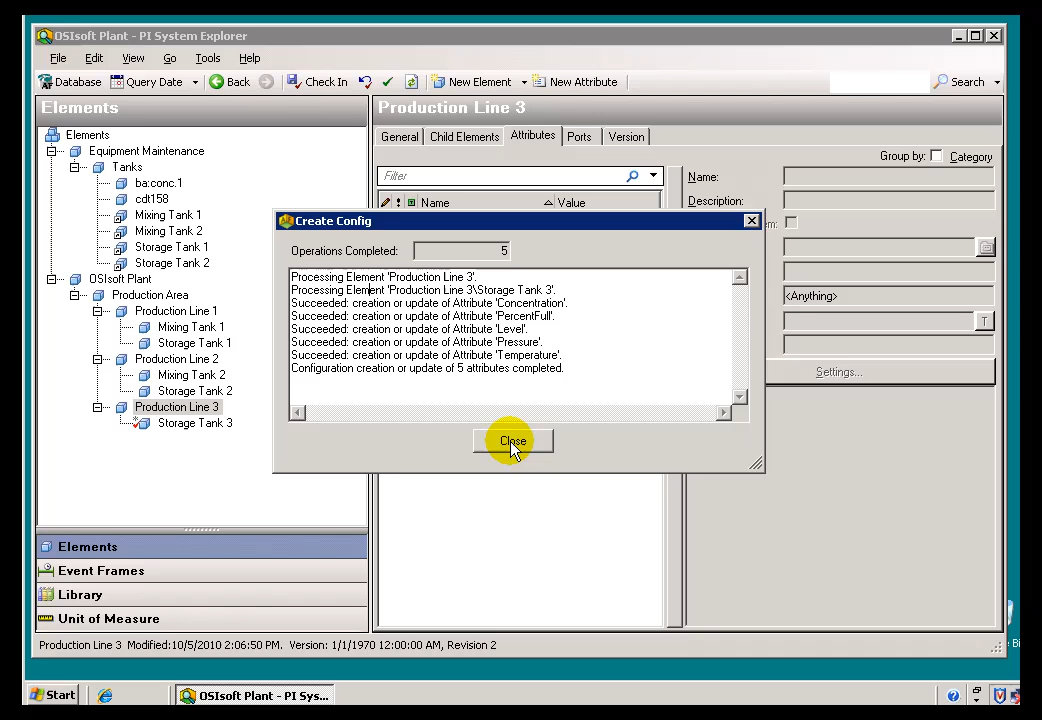 OSIsoft Plant - PI System Explorer
File Edit View Go Tools Help
Database Query Date Back Check In New Element New Attribute Search
Elements
Production Line 3
Elements
Equipment Maintenance
Tanks
ba:conc.1
cdt158
Mixing Tank 1
Mixing Tank 2
Storage Tank 1
Storage Tank 2
OSIsoft Plant
Production Area
Production Line 1
Mixing Tank 1
Storage Tank 1
Production Line 2
Mixing Tank 2
Storage Tank 2
Production Line 3
Storage Tank 3
General Child Elements Attributes Ports Version
Group by: Category
Filter
Name:
Name Value
Description:
em:
<Anything>
T
Settings...
Create Config
Operations Completed: 5
Processing Element 'Production Line 3'.
Processing Element 'Production Line 3\Storage Tank 3'.
Succeeded: creation or update of Attribute 'Concentration'.
Succeeded: creation or update of Attribute 'PercentFull'.
Succeeded: creation or update of Attribute 'Level'.
Succeeded: creation or update of Attribute 'Pressure'.
Succeeded: creation or update of Attribute 'Temperature'.
Configuration creation or update of 5 attributes completed.
Close
Elements
Event Frames
Library
Unit of Measure
Production Line 3 Modified:10/5/2010 2:06:50 PM. Version: 1/1/1970 12:00:00 AM, Revision 2
Bi
Start
OSIsoft Plant - PI Sys...